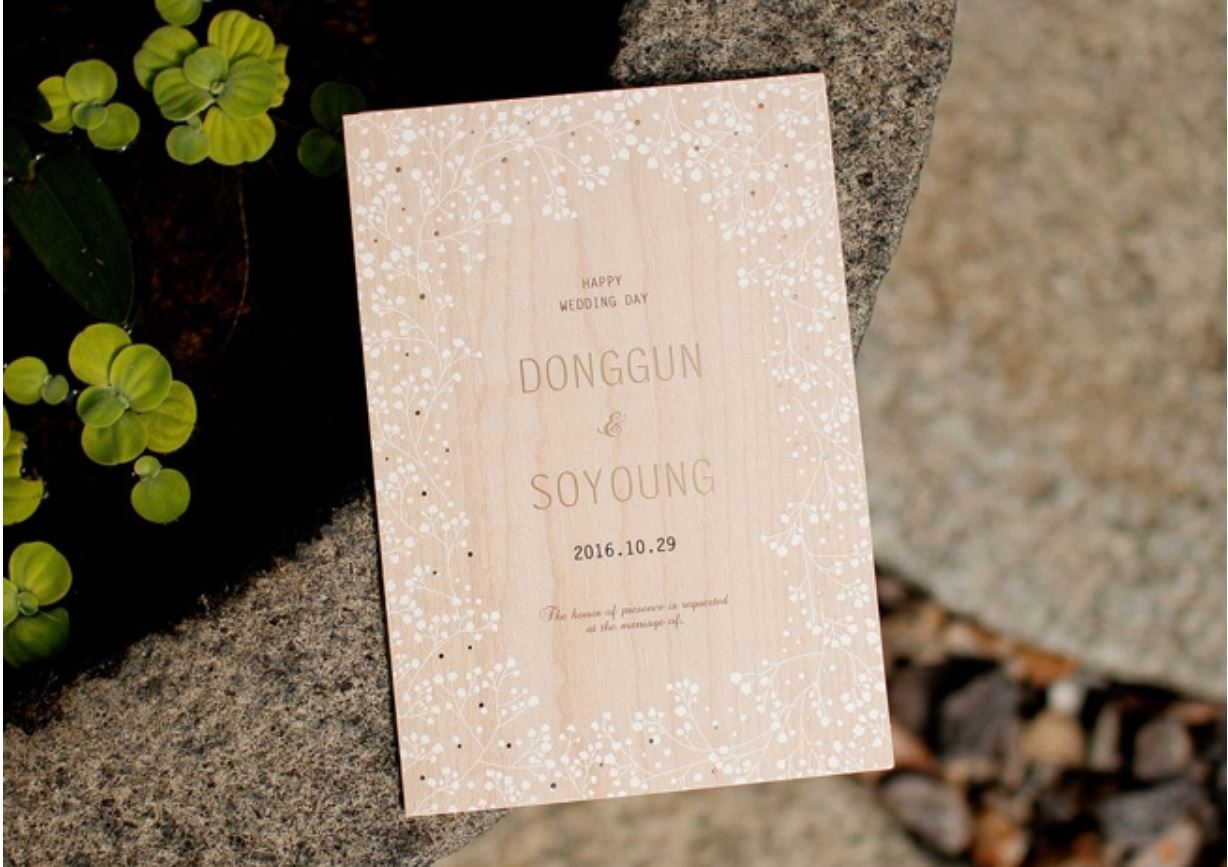 HAPPY
WEDDING DAY
DONGGUN
&
SOYOUNG
2016.10.29
The honor of presence is requested
at the marriage of.